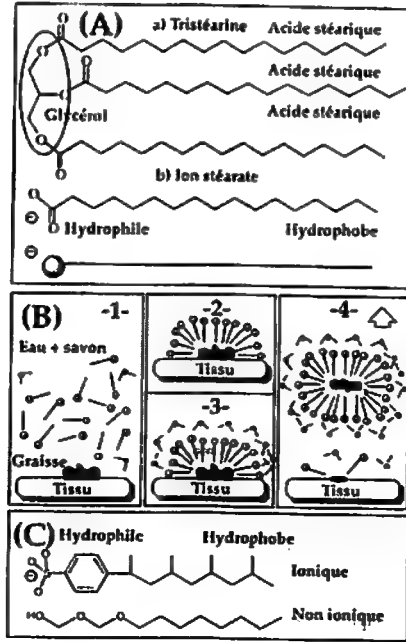 (A)
a) Tristéarine Acide stéarique
Acide stéarique
Glycérol Acide stéarique
b) Ion stéarate
Hydrophile Hydrophobe
(B) -1- -2- -4-
Eau + savon
Tissu
-3-
Graisse
Tissu Tissu Tissu
(C) Hydrophile Hydrophobe
Ionique
HO Non ionique